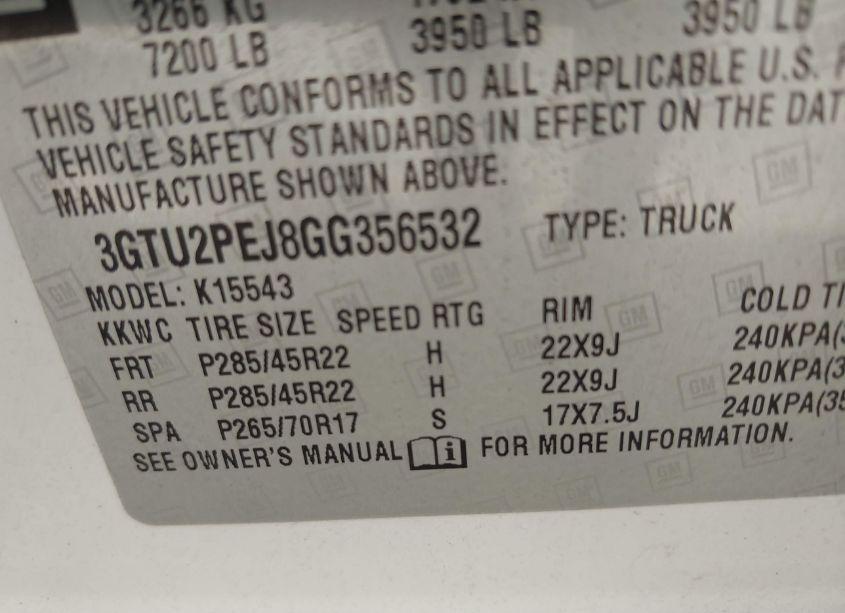 3266 KG
7200 LB 3950 LB 3950 LB
THIS VEHICLE CONFORMS TO ALL APPLICABLE U.S.
VEHICLE SAFETY STANDARDS IN EFFECT ON THE DAT
MANUFACTURE SHOWN ABOVE.
3GTU2PEJ8GG356532 TYPE: TRUCK
MODEL: K15543
KKWC TIRE SIZE SPEED RTG RIM COLD TI
FRT P285/45R22 H 22X9J 240KPA(3
RR P285/45R22 H 22X9J 240KPA(3
SPA P265/70R17 S 17X7.5J 240KPA(35
SEE OWNER'S MANUAL FOR MORE INFORMATION.